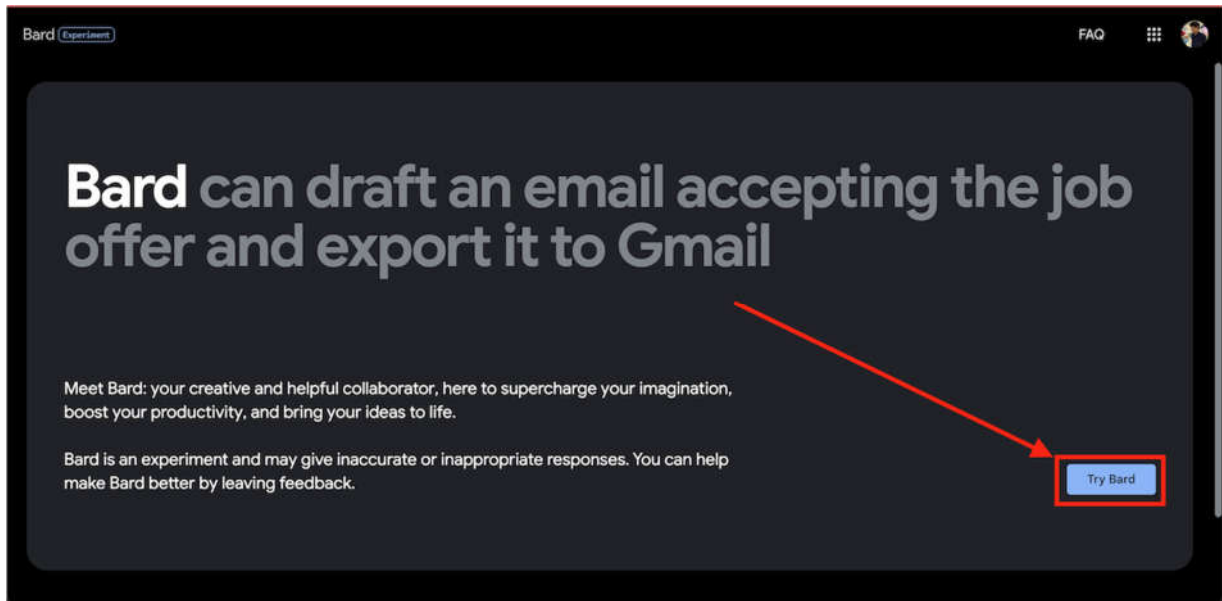 Bard Experiment
FAQ
Bard can draft an email accepting the job
offer and export it to Gmail
Meet Bard: your creative and helpful collaborator, here to supercharge your imagination,
boost your productivity, and bring your ideas to life.
Bard is an experiment and may give inaccurate or inappropriate responses. You can help
make Bard better by leaving feedback.
Try Bard